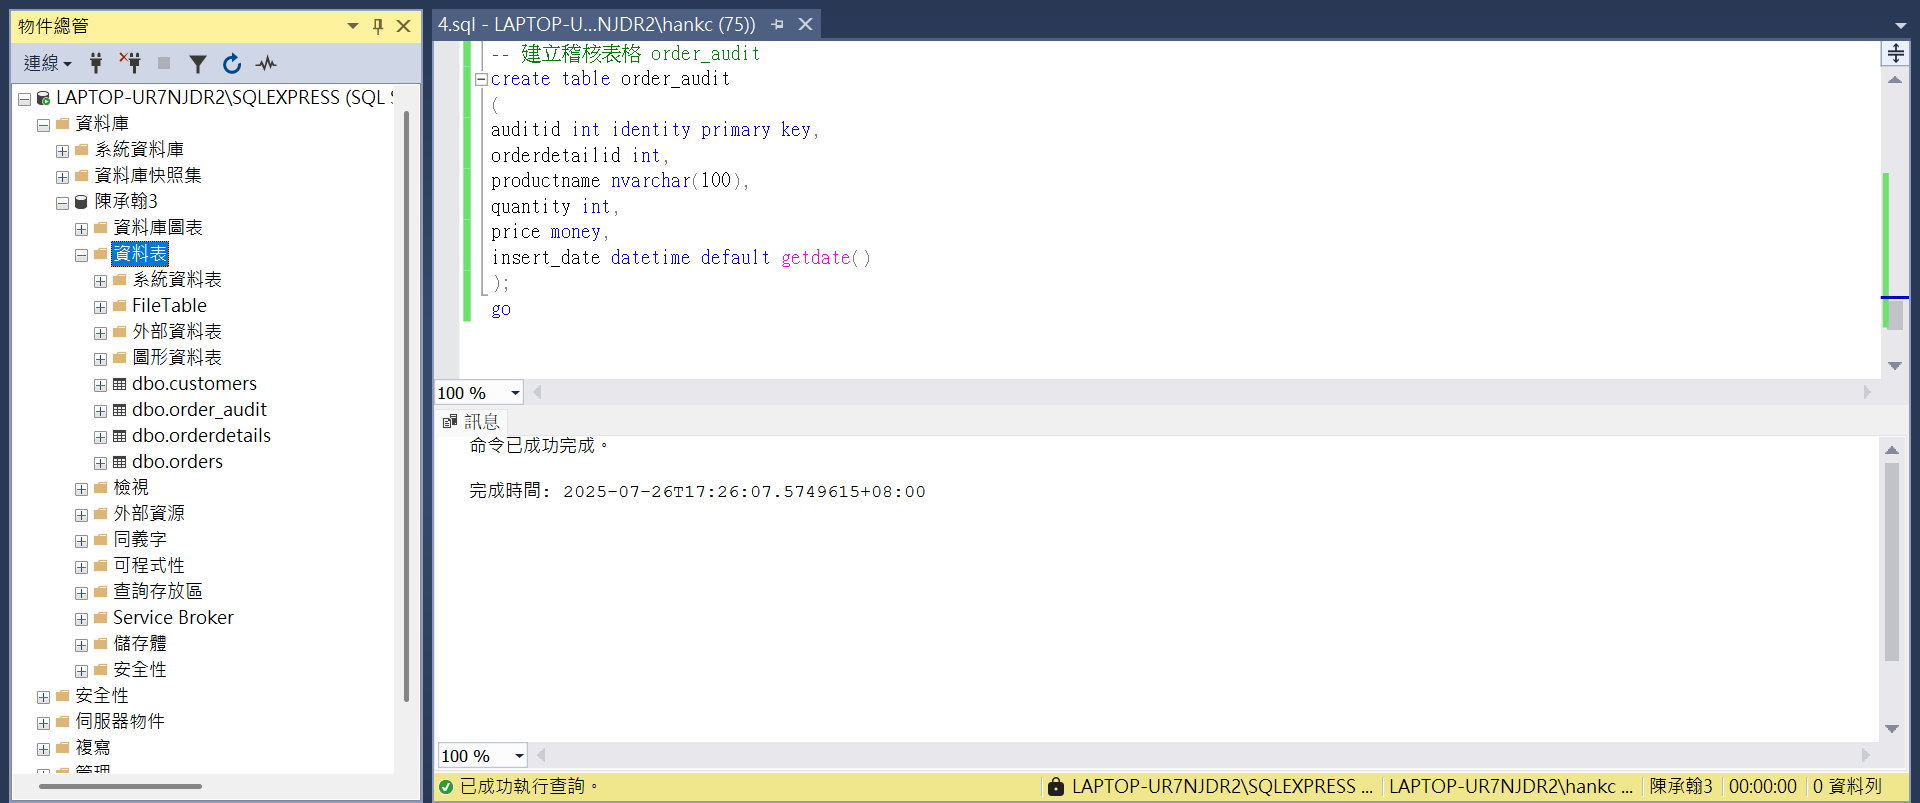 物件總管
連線
LAPTOP-UR7NJDR2\SQLEXPRESS (SQL S
資料庫
系統資料庫
資料庫快照集
陳承翰3
資料庫圖表
資料表
系統資料表
FileTable
外部資料表
圖形資料表
dbo.customers
dbo.order_audit
dbo.orderdetails
dbo.orders
檢視
外部資源
同義字
可程式性
查詢存放區
Service Broker
儲存體
安全性
安全性
伺服器物件
複寫
管理
4.sql - LAPTOP-U...NJDR2\hankc (75))
-- 建立稽核表格 order_audit
create table order_audit
(
auditid int identity primary key,
orderdetailid int,
productname nvarchar(100),
quantity int,
price money,
insert_date datetime default getdate()
);
go
100 %
訊息
命令已成功完成。
完成時間: 2025-07-26T17:26:07.5749615+08:00
100 %
已成功執行查詢。
LAPTOP-UR7NJDR2\SQLEXPRESS ...
LAPTOP-UR7NJDR2\hankc ...
陳承翰3
00:00:00
0 資料列